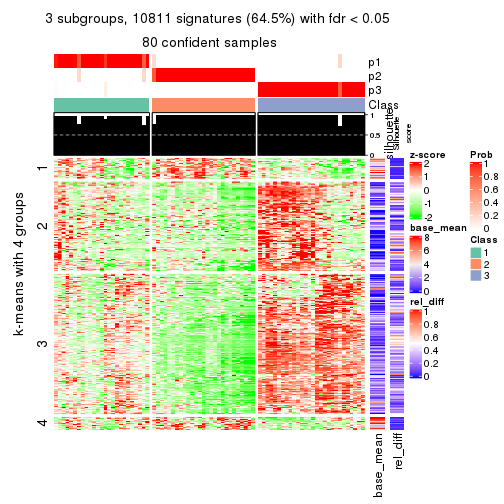 3 subgroups, 10811 signatures (64.5%) with fdr < 0.05
80 confident samples
p1
p2
p3
Class
1
0.5
0
silhouette
Silhouette
score
k-means with 4 groups
1
2
3
4
base_mean
rel_diff
z-score
2
1
0
-1
-2
base_mean
8
6
4
2
0
rel_diff
1
0.8
0.6
0.4
0.2
0
Prob
1
0.8
0.6
0.4
0.2
0
Class
1
2
3